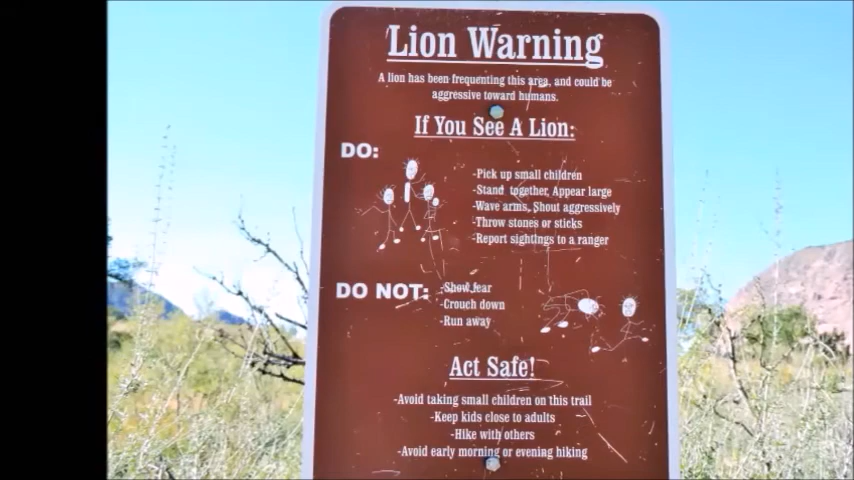 Lion Warning
A lion has been frequenting this area, and could be
aggressive toward humans.
If You See A Lion:
DO:
-Pick up small children
-Stand together, Appear large
-Wave arms, Shout aggressively
-Throw stones or sticks
-Report sightings to a ranger
DO NOT:
-Show fear
-Crouch down
-Run away
Act Safe!
-Avoid taking small children on this trail
-Keep kids close to adults
-Hike with others
-Avoid early morning or evening hiking